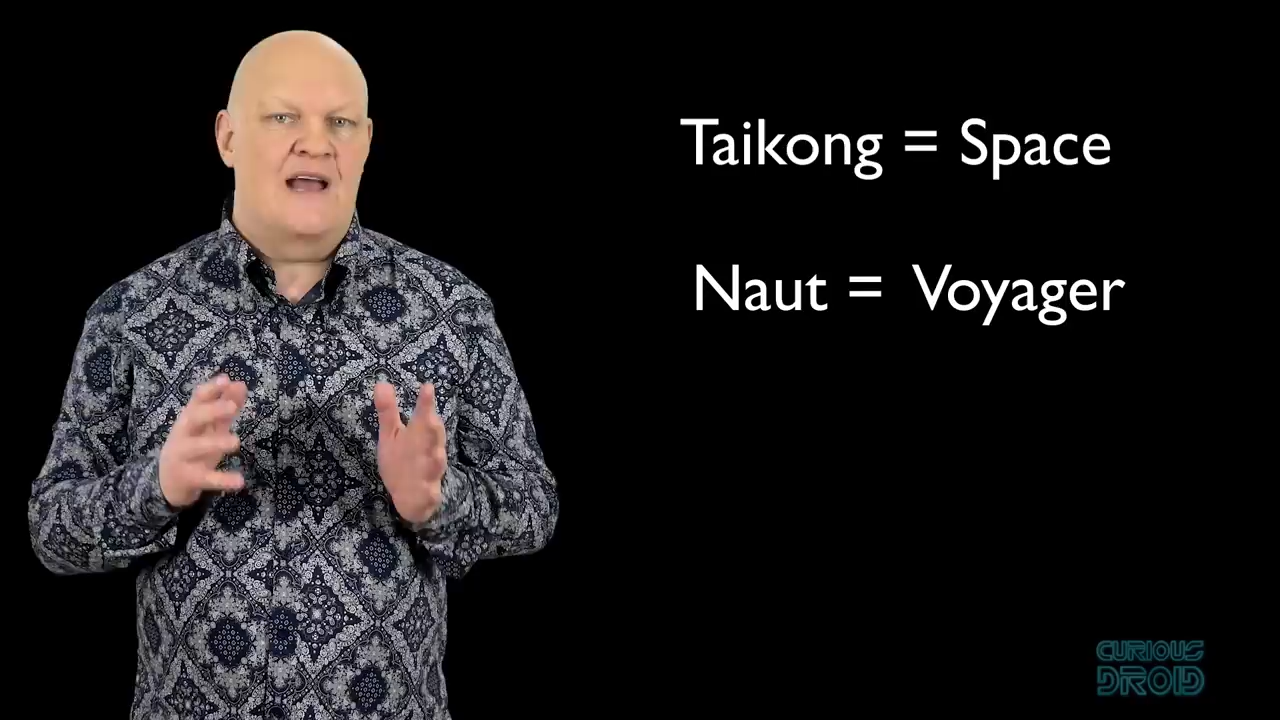 Taikong = Space
Naut = Voyager
CURIOUS
DROID